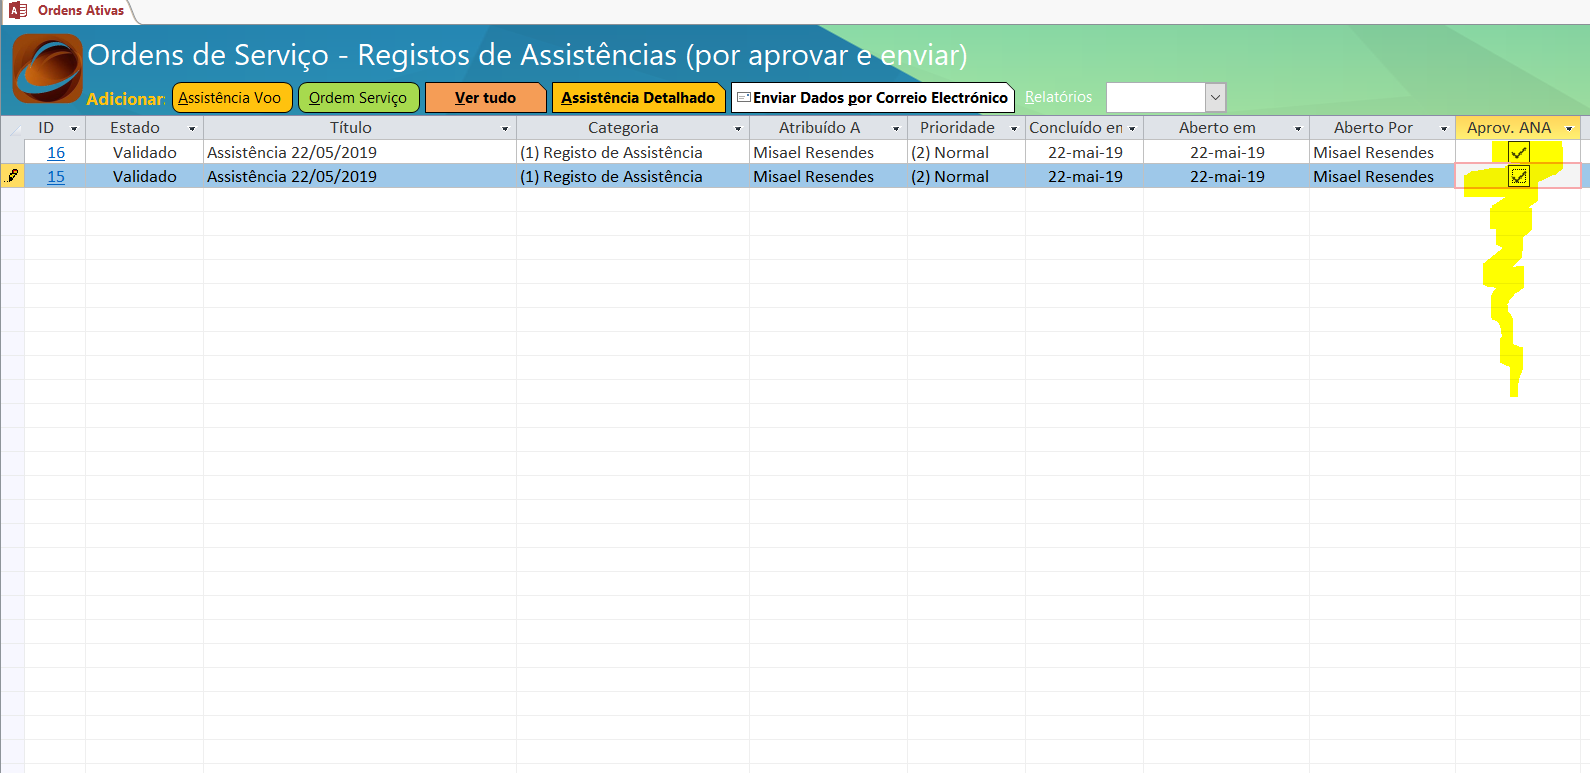 Ordens Ativas
Ordens de Serviço - Registos de Assistências (por aprovar e enviar)
Adicionar: Assistência Voo Ordem Serviço Ver tudo Assistência Detalhado Enviar Dados por Correio Electrónico Relatórios
ID Estado Título Categoria Atribuído A Prioridade Concluído en Aberto em Aberto Por Aprov. ANA
16 Validado Assistência 22/05/2019 (1) Registo de Assistência Misael Resendes (2) Normal 22-mai-19 22-mai-19 Misael Resendes
15 Validado Assistência 22/05/2019 (1) Registo de Assistência Misael Resendes (2) Normal 22-mai-19 22-mai-19 Misael Resendes